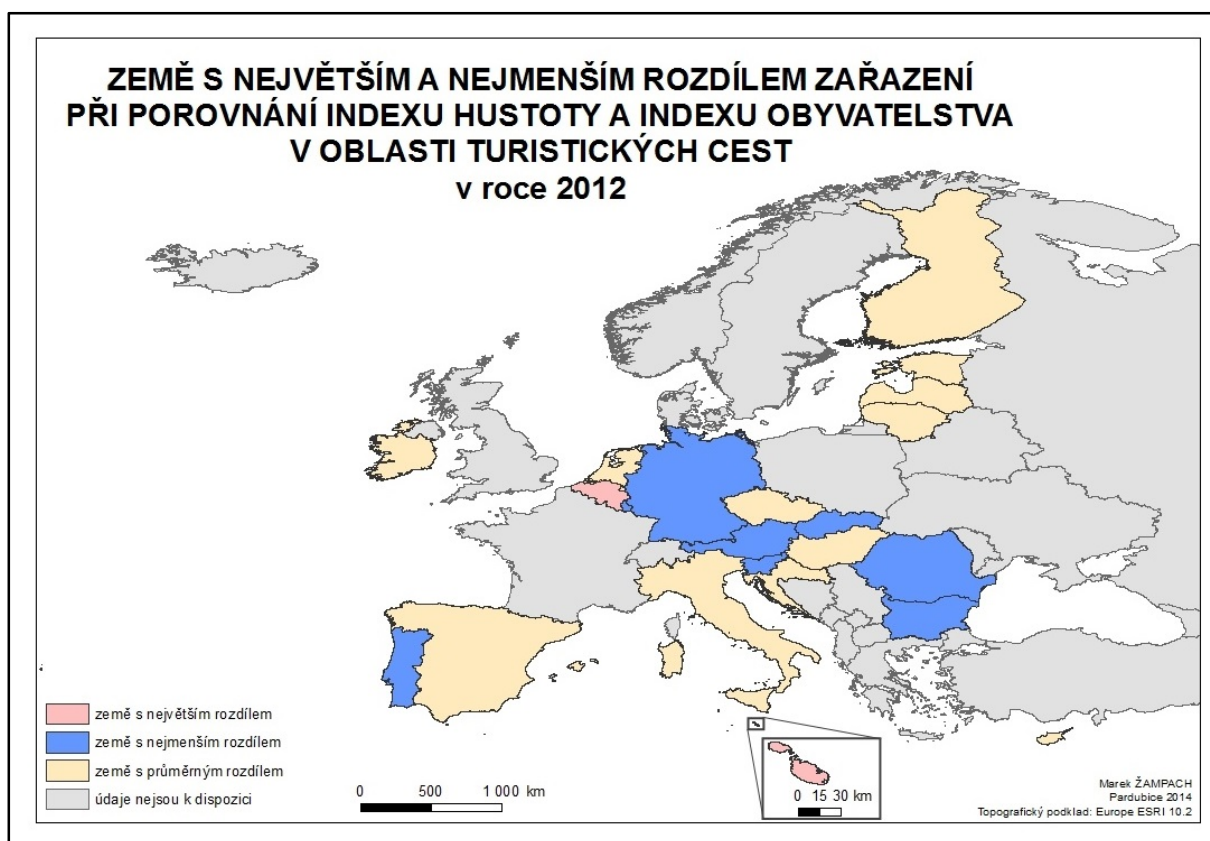 ZEMĚ S NEJVĚTŠÍM A NEJMENŠÍM ROZDÍLEM ZAŘAZENÍ
PŘI POROVNÁNÍ INDEXU HUSTOTY A INDEXU OBYVATELSTVA
V OBLASTI TURISTICKÝCH CEST
v roce 2012
země s největším rozdílem
země s nejmenším rozdílem
země s průměrným rozdílem
údaje nejsou k dispozici
0 500 1 000 km
0 15 30 km
Marek ŽAMPACH
Pardubice 2014
Topografický podklad: Europe ESRI 10.2